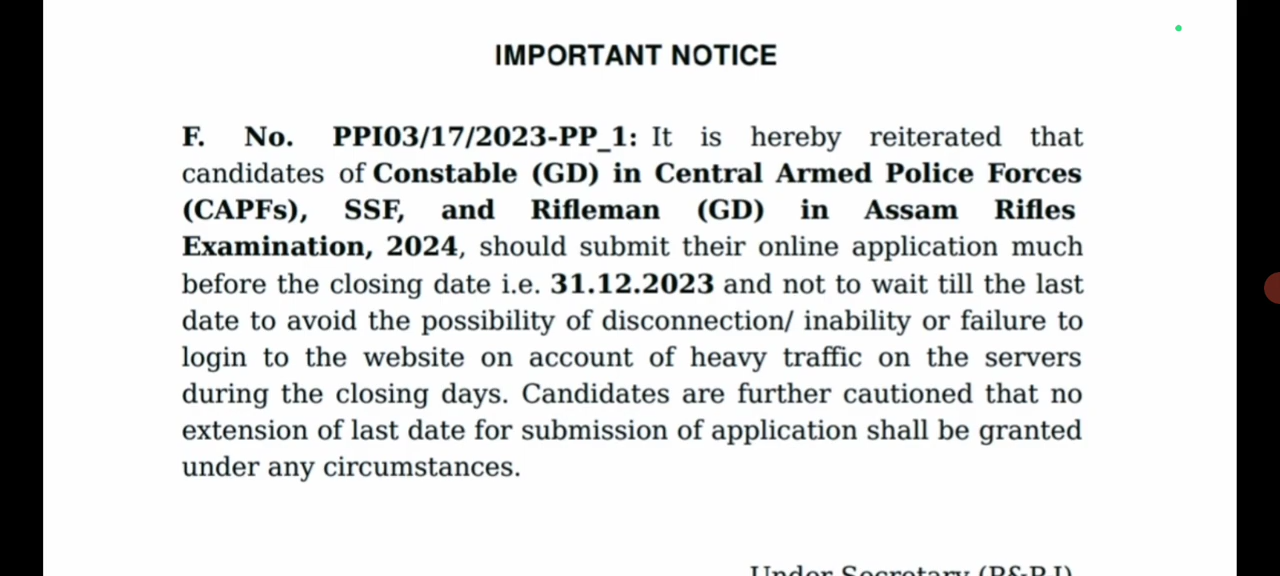 IMPORTANT NOTICE
F. No. PPI03/17/2023-PP_1: It is hereby reiterated that
candidates of Constable (GD) in Central Armed Police Forces
(CAPFs), SSF, and Rifleman (GD) in Assam Rifles
Examination, 2024, should submit their online application much
before the closing date i.e. 31.12.2023 and not to wait till the last
date to avoid the possibility of disconnection/ inability or failure to
login to the website on account of heavy traffic on the servers
during the closing days. Candidates are further cautioned that no
extension of last date for submission of application shall be granted
under any circumstances.
Under Secretary (P&P.I)